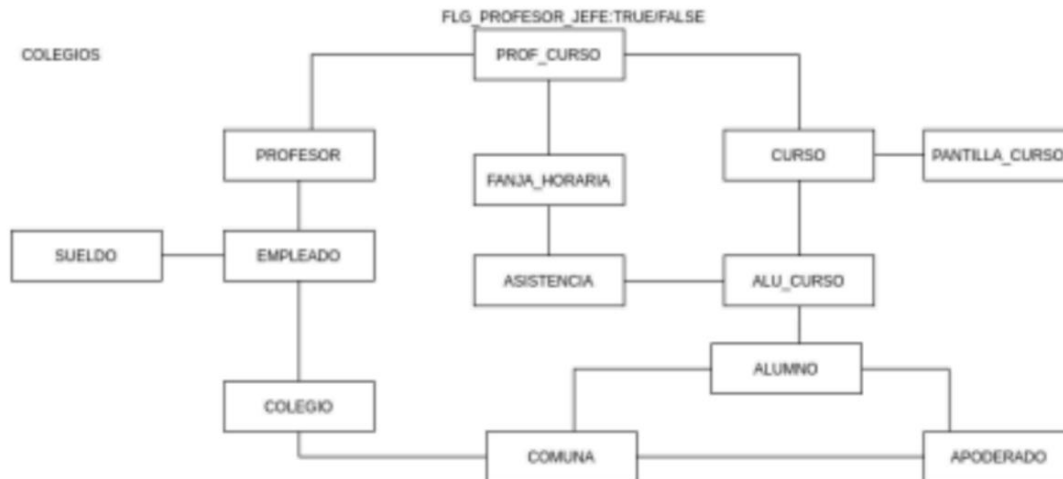 FLG_PROFESOR_JEFE:TRUE/FALSE
COLEGIOS
PROF_CURSO
PROFESOR
FANJA_HORARIA
CURSO
PANTILLA_CURSO
SUELDO
EMPLEADO
ASISTENCIA
ALU_CURSO
ALUMNO
COLEGIO
COMUNA
APODERADO